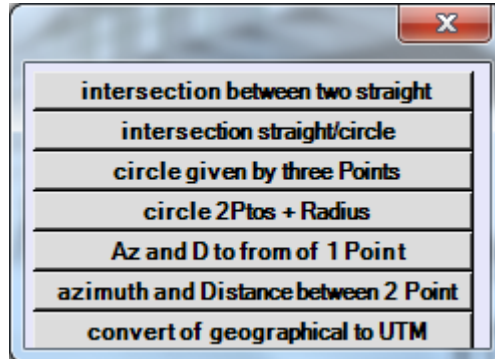 intersection between two straight
intersection straight/circle
circle given by three Points
circle 2Ptos + Radius
Az and D to from of 1 Point
azimuth and Distance between 2 Point
convert of geographical to UTM